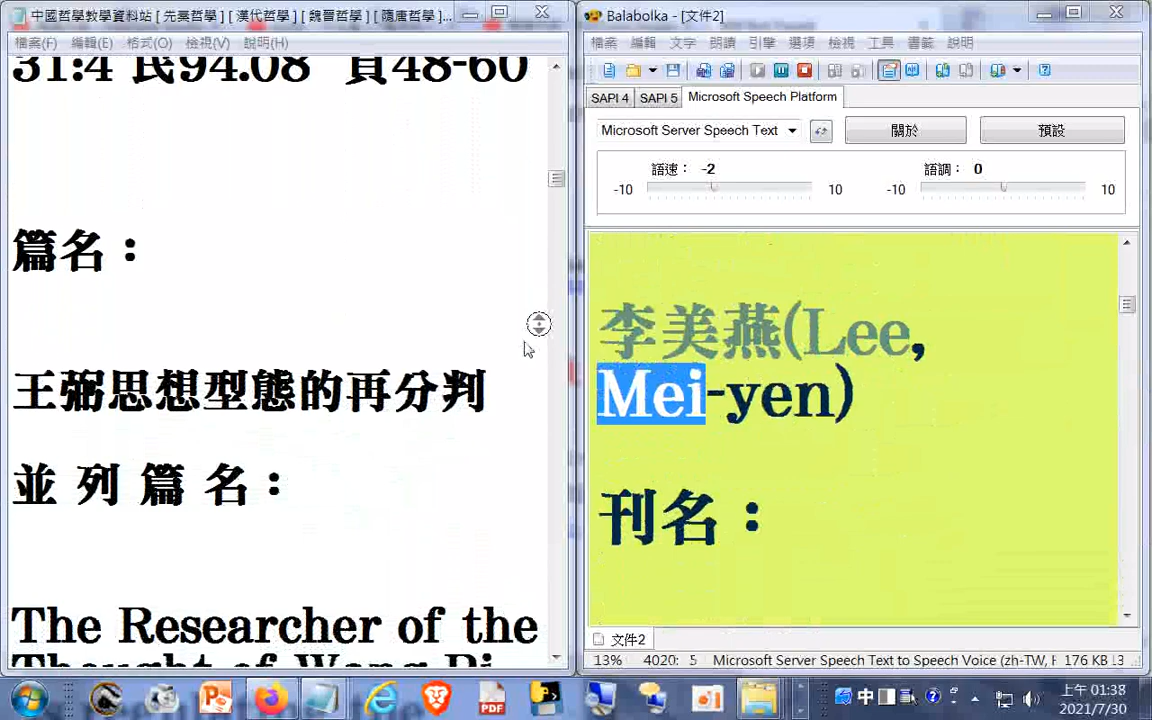 中國哲學教學資料站 [ 先秦哲學 ] [ 漢代哲學 ] [ 魏晉哲學 ] [ 隋唐哲學 ]...
檔案(F) 編輯(E) 格式(O) 檢視(V) 說明(H)
31:4 民94.08 頁48-60
篇名：
王弼思想型態的再分判
並 列 篇 名：
The Researcher of the
Thought of Wang Bi
Balabolka - [文件2]
檔案 編輯 文字 朗讀 引擎 選項 檢視 工具 書籤 說明
SAPI 4 SAPI 5 Microsoft Speech Platform
Microsoft Server Speech Text 關於 預設
語速： -2 語調： 0
-10 10 -10 10
李美燕(Lee,
Mei-yen)
刊名：
文件2
13% 4020: 5 Microsoft Server Speech Text to Speech Voice (zh-TW, 176 KB
中
上午 01:38
2021/7/30